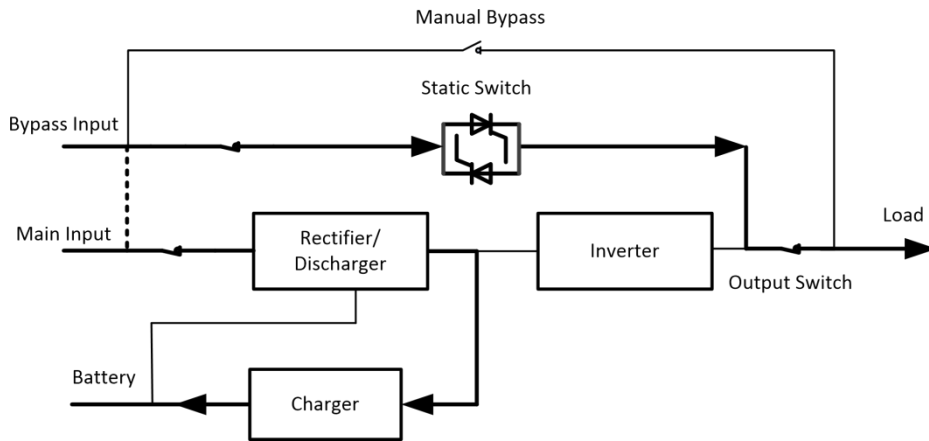 Manual Bypass
Static Switch
Bypass Input
Main Input
Rectifier/
Discharger
Inverter
Load
Output Switch
Battery
Charger